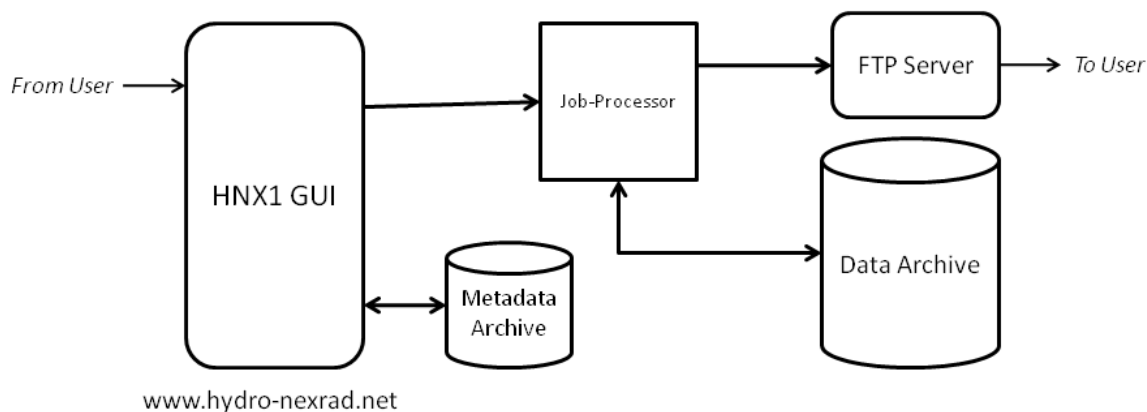 From User
HNX1 GUI
Job-Processor
FTP Server
To User
Metadata
Archive
Data Archive
www.hydro-nexrad.net